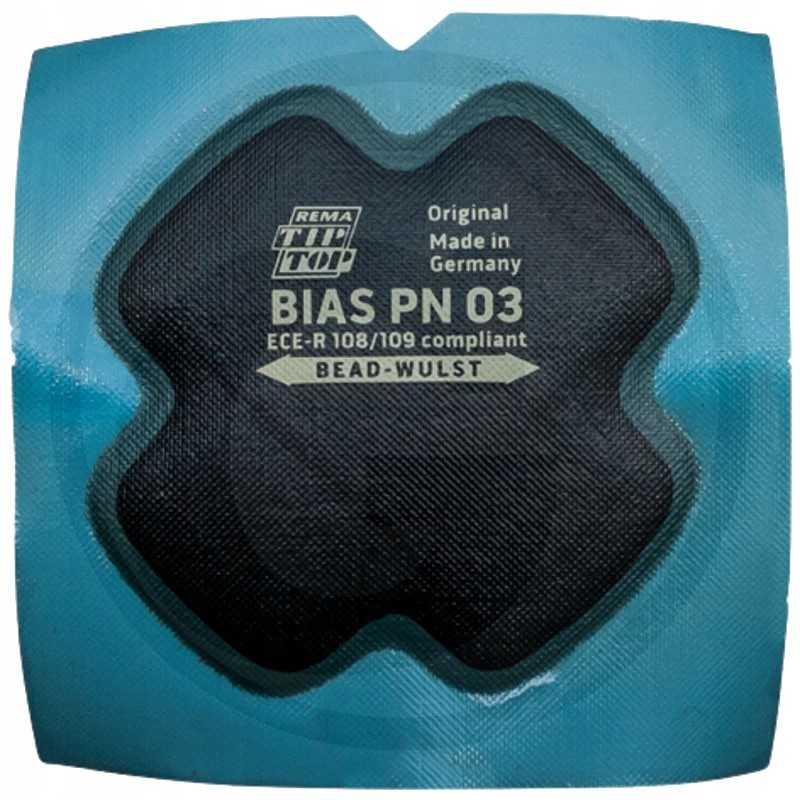 REMA
TIP
TOP
Original
Made in
Germany
BIAS PN 03
ECE-R 108/109 compliant
BEAD-WULST